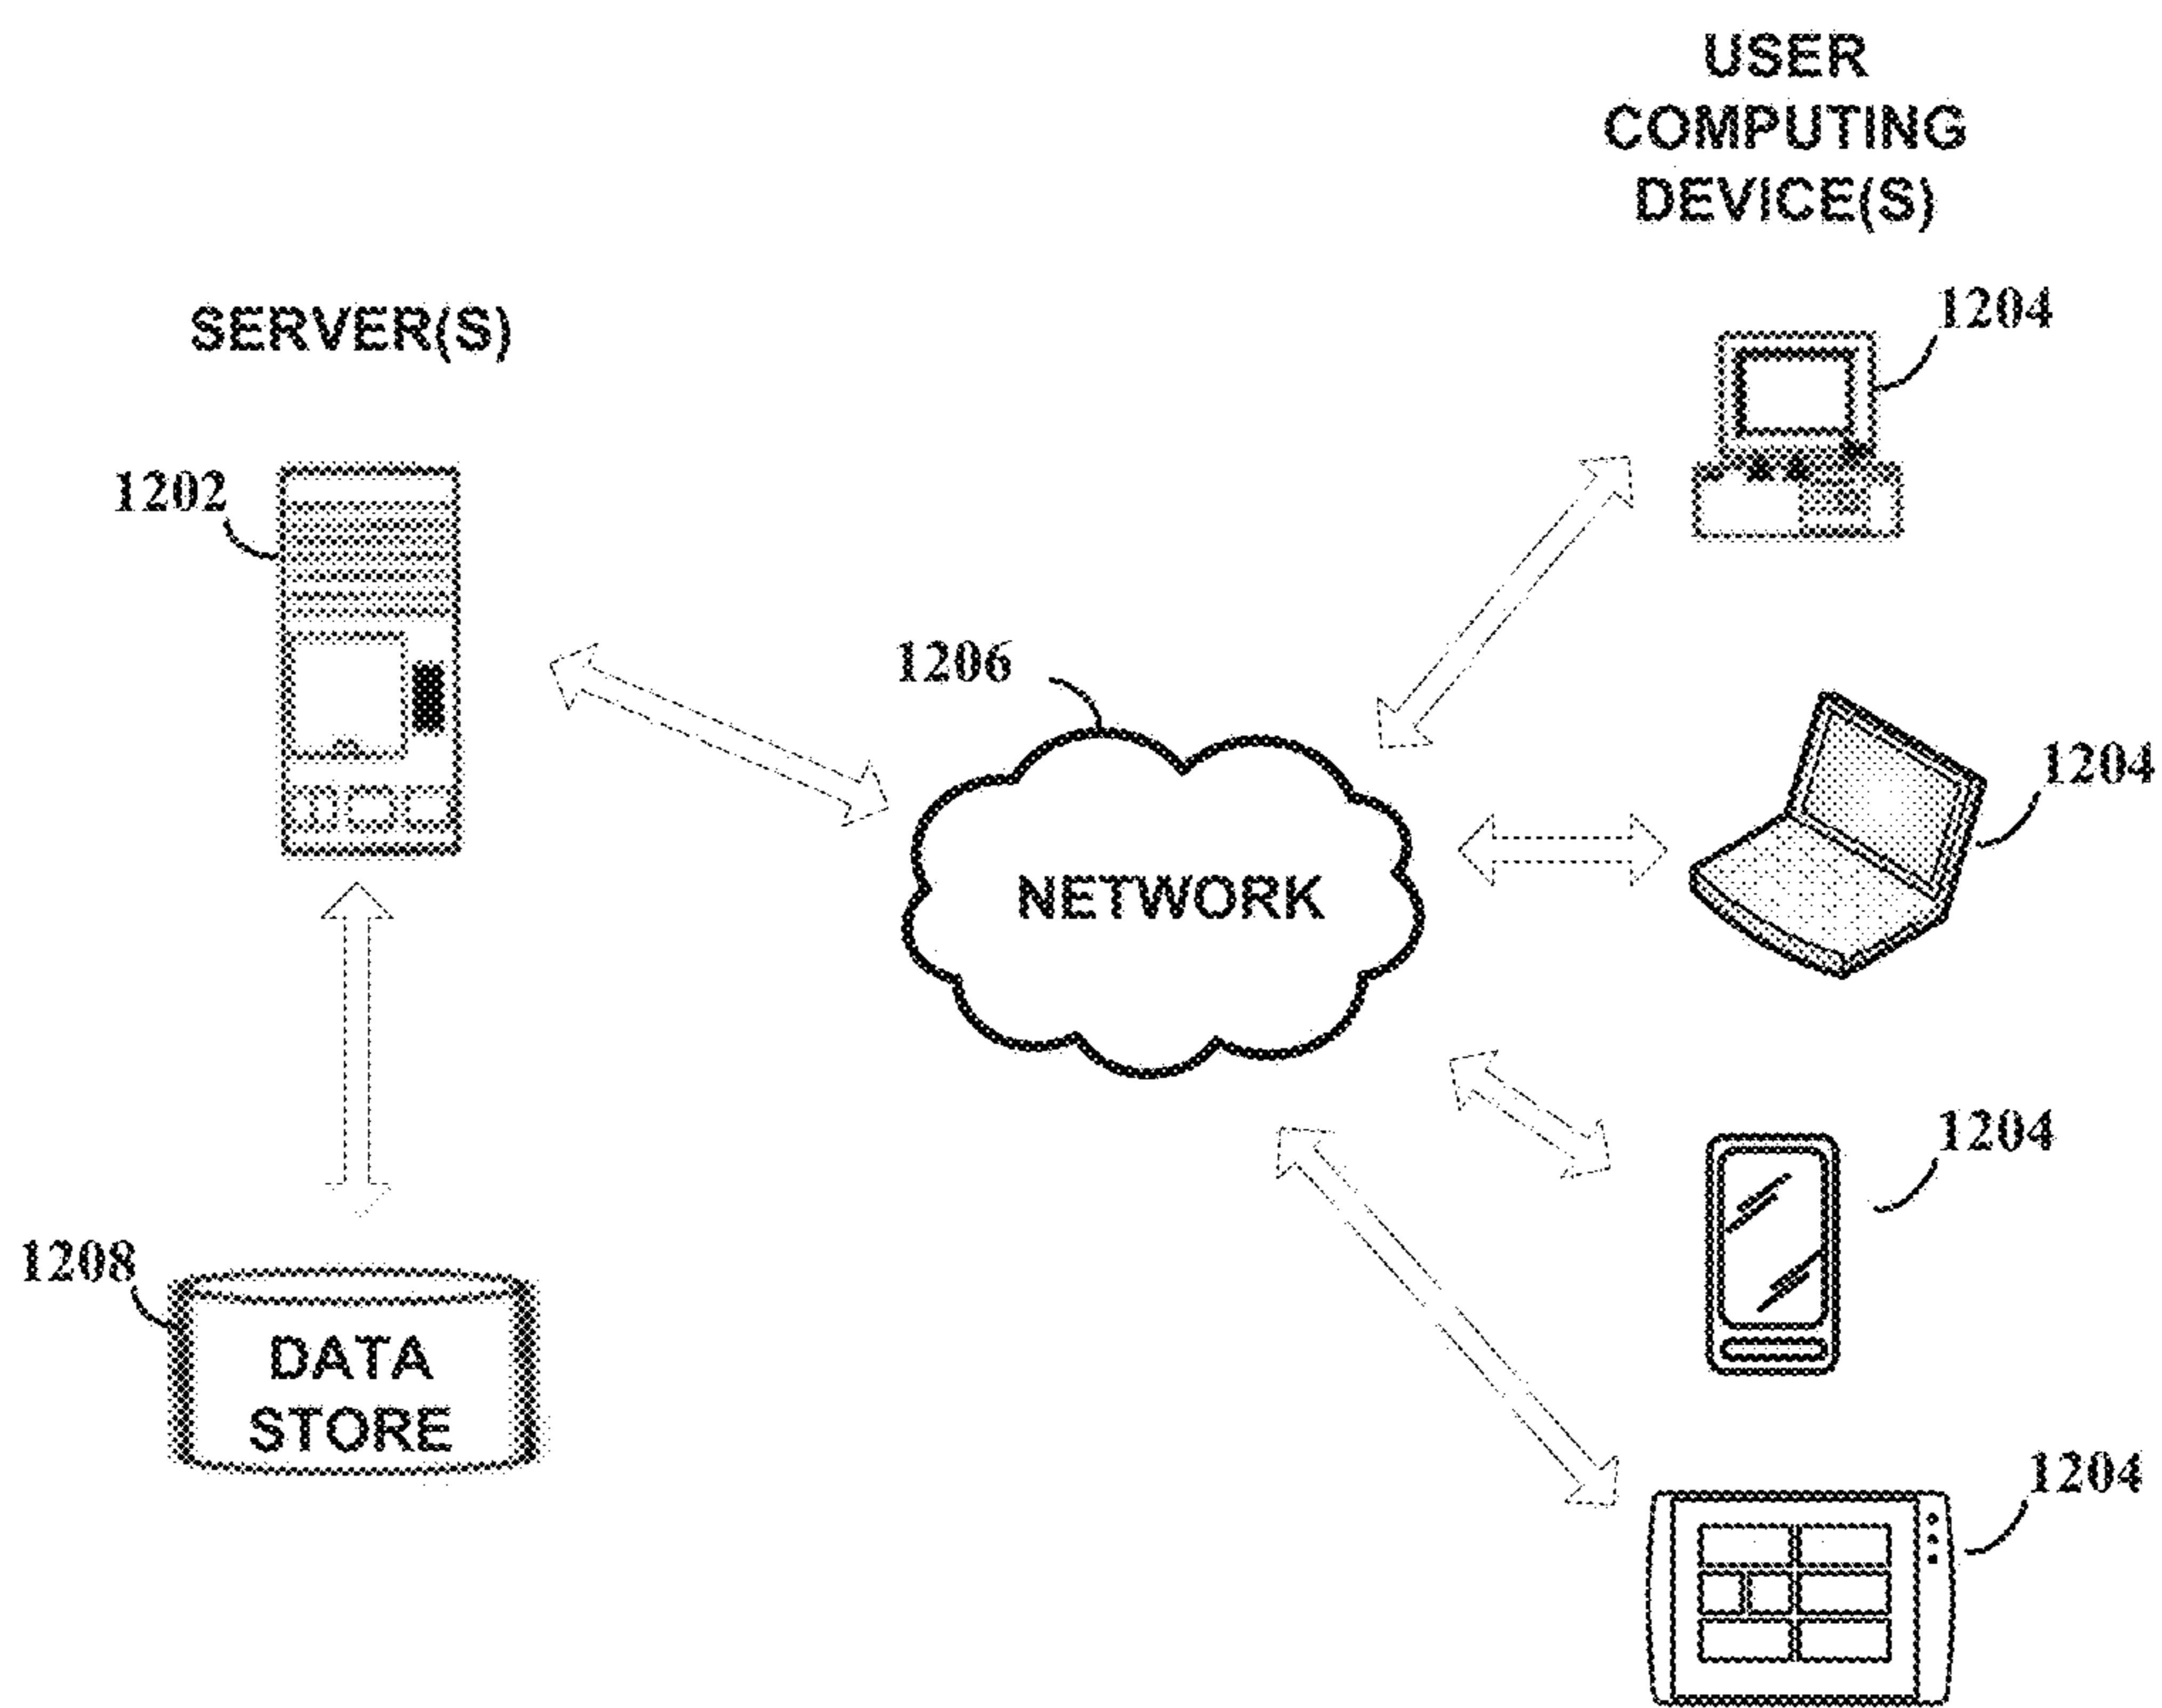 USER
COMPUTING
DEVICE(S)
1204
SERVER(S)
1202
1206
1204
NETWORK
1204
1208
DATA
STORE
1204